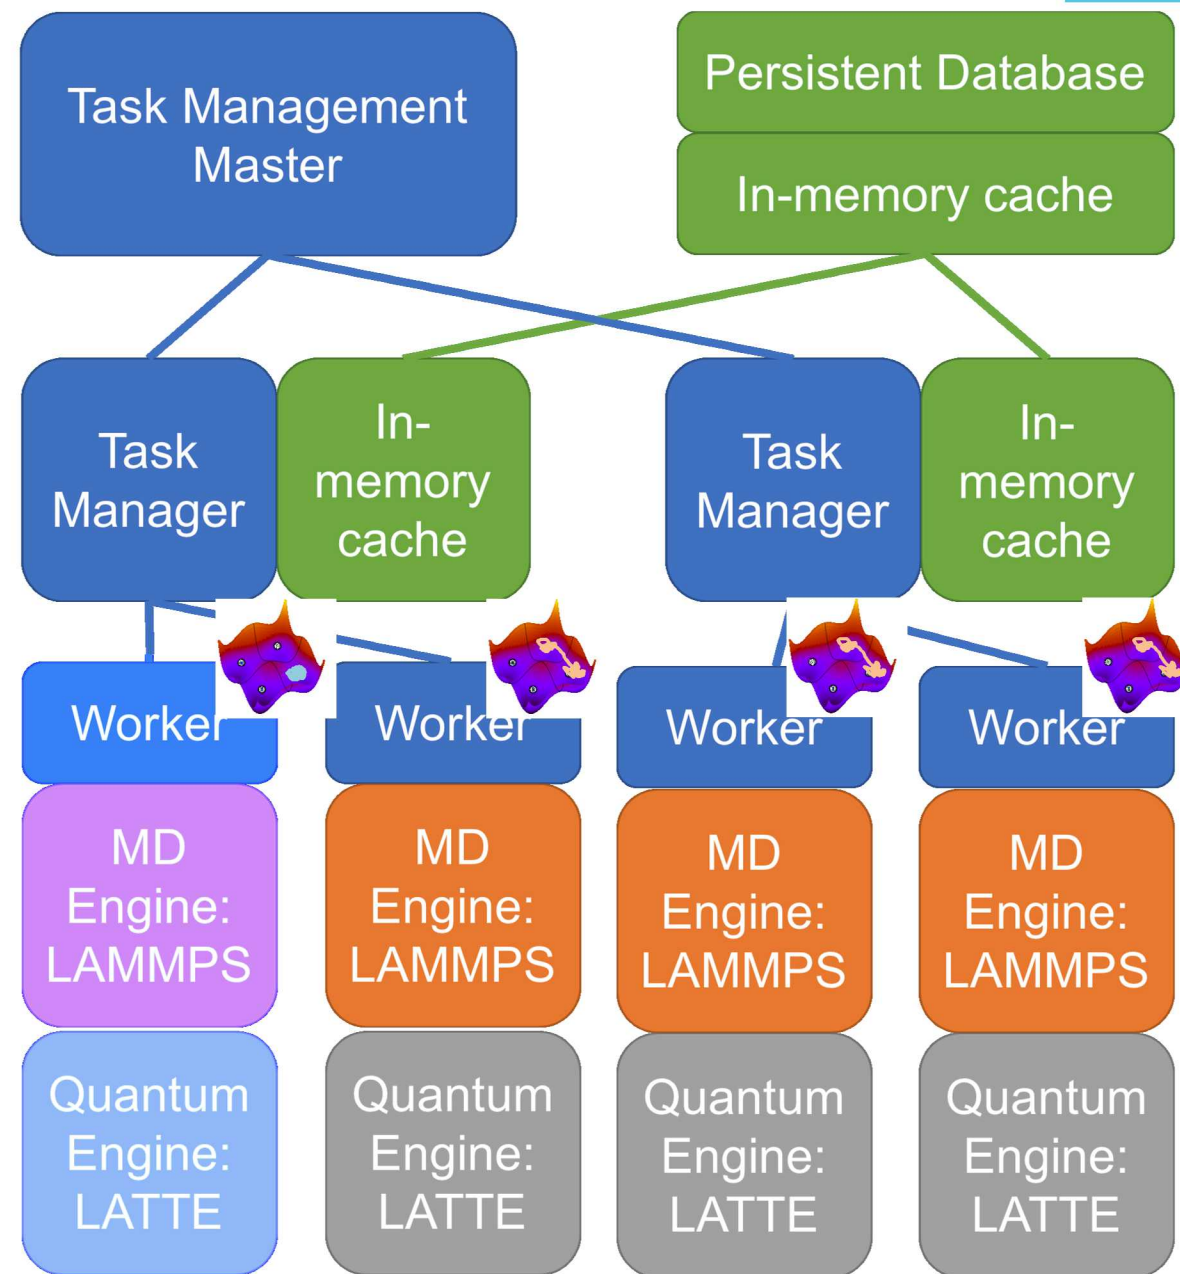 Task Management
Master
Persistent Database
In-memory cache
Task
Manager
In-
memory
cache
Task
Manager
In-
memory
cache
Worker
Worker
Worker
Worker
MD
Engine:
LAMMPS
MD
Engine:
LAMMPS
MD
Engine:
LAMMPS
MD
Engine:
LAMMPS
Quantum
Engine:
LATTE
Quantum
Engine:
LATTE
Quantum
Engine:
LATTE
Quantum
Engine:
LATTE